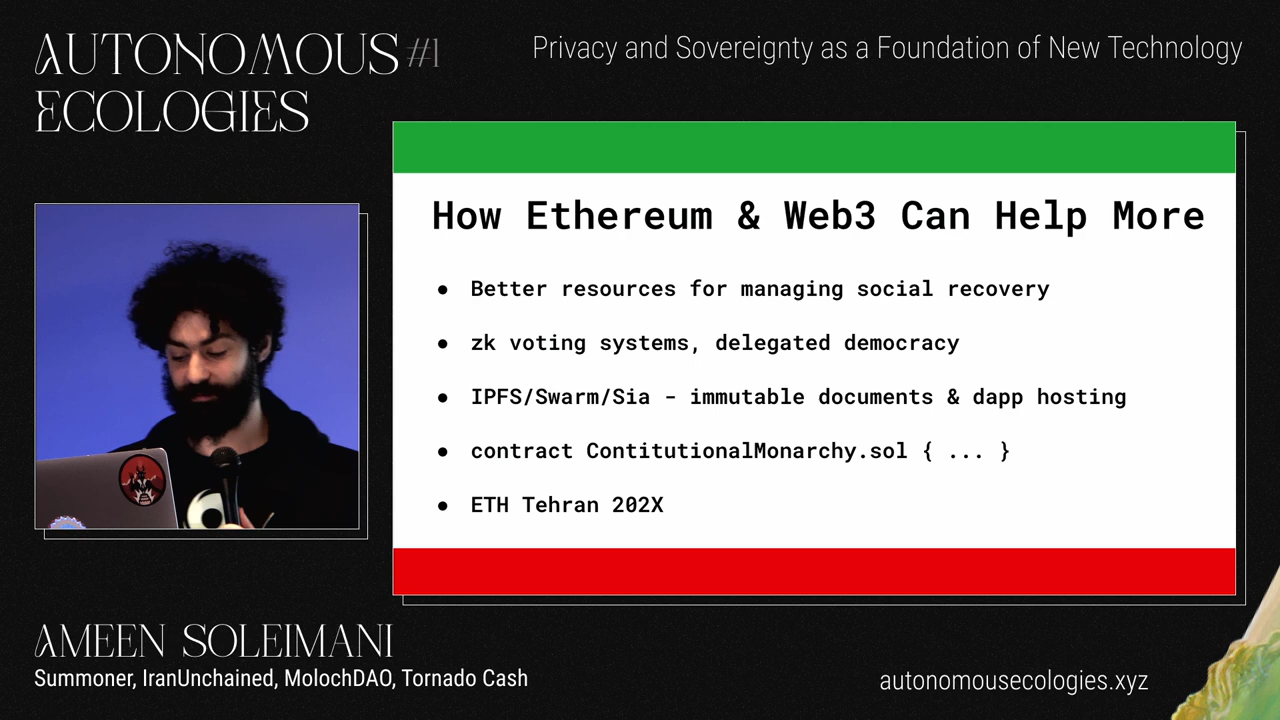 AUTONOMOUS #1
ECOLOGIES
Privacy and Sovereignty as a Foundation of New Technology
How Ethereum & Web3 Can Help More
• Better resources for managing social recovery
• zk voting systems, delegated democracy
• IPFS/Swarm/Sia - immutable documents & dapp hosting
• contract ContitutionalMonarchy.sol { ... }
• ETH Tehran 202X
AMEEN SOLEIMANI
Summoner, IranUnchained, MolochDAO, Tornado Cash
autonomousecologies.xyz